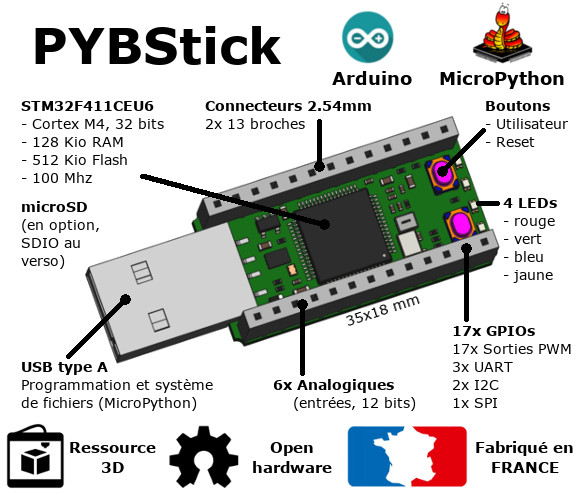 PYBStick
Arduino
MicroPython
STM32F411CEU6
- Cortex M4, 32 bits
- 128 Kio RAM
- 512 Kio Flash
- 100 Mhz
Connecteurs 2.54mm
2x 13 broches
Boutons
- Utilisateur
- Reset
microSD
(en option,
SDIO au
verso)
4 LEDs
- rouge
- vert
- bleu
- jaune
35x18 mm
USB type A
Programmation et système
de fichiers (MicroPython)
6x Analogiques
(entrées, 12 bits)
17x GPIOs
17x Sorties PWM
3x UART
2x I2C
1x SPI
Ressource
3D
Open
hardware
Fabriqué en
FRANCE